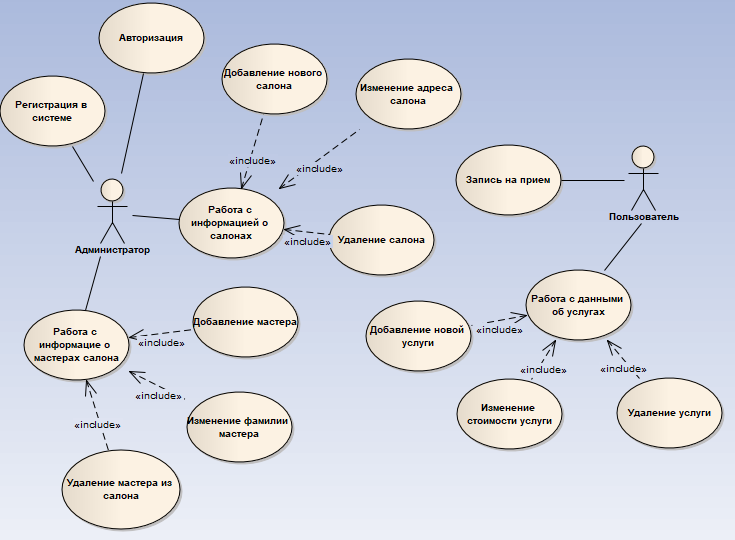 Авторизация
Регистрация в
системе
Добавление нового
салона
Изменение адреса
салона
«include»
«include»
Работа с
информацией о
салонах
«include»
Удаление салона
Администратор
Запись на прием
Пользователь
Работа с данными
об услугах
Добавление новой
услуги
«include»
«include»
«include»
Изменение
стоимости услуги
Удаление услуги
Работа с
информацие о
мастерах салона
Добавление мастера
«include»
«include»
Изменение фамилии
мастера
«include»
Удаление мастера из
салона